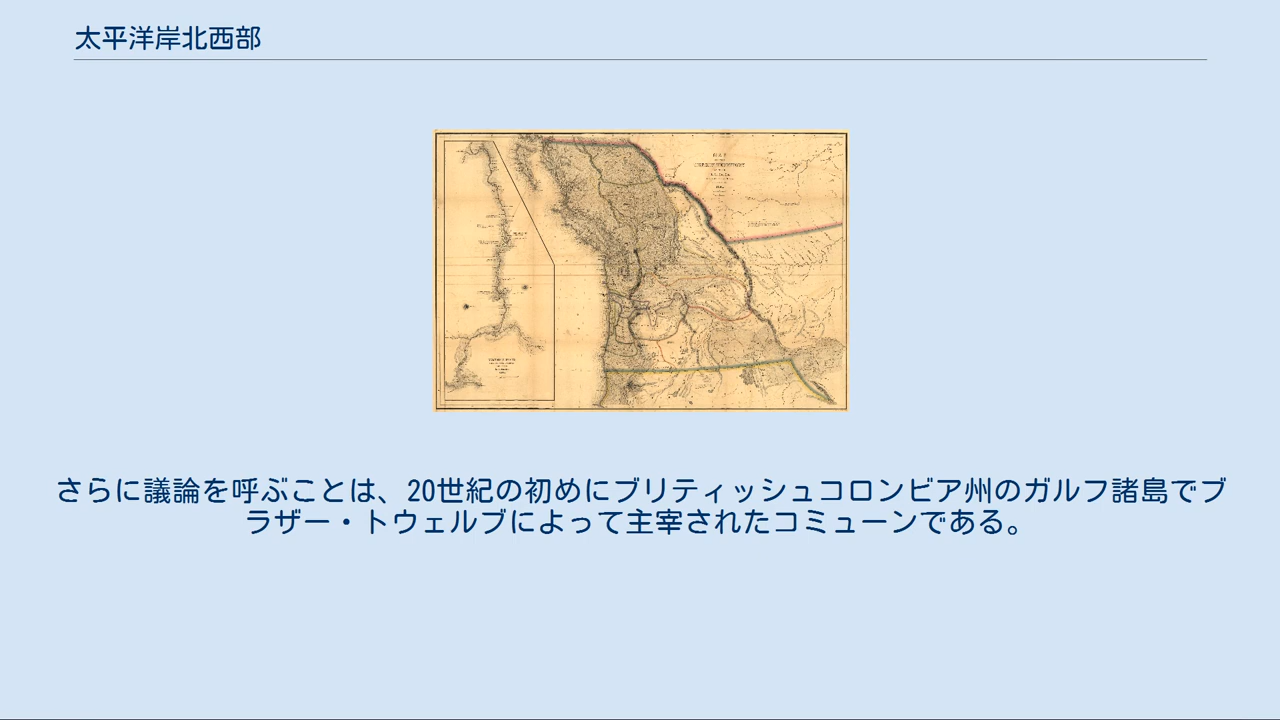 太平洋岸北西部
さらに議論を呼ぶことは、20世紀の初めにブリティッシュコロンビア州のガルフ諸島でブ
ラザー・トウェルブによって主宰されたコミューンである。